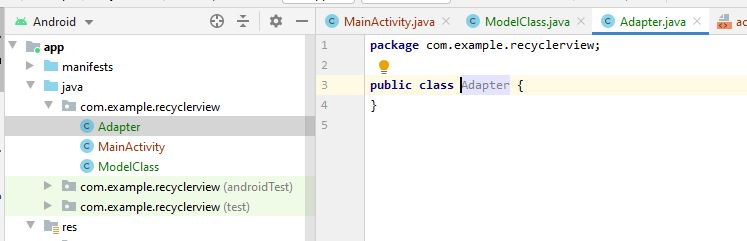 Android
MainActivity.java
ModelClass.java
Adapter.java
app
manifests
java
com.example.recyclerview
Adapter
MainActivity
ModelClass
com.example.recyclerview (androidTest)
com.example.recyclerview (test)
res
1 package com.example.recyclerview;
2
3 public class Adapter {
4 }
5